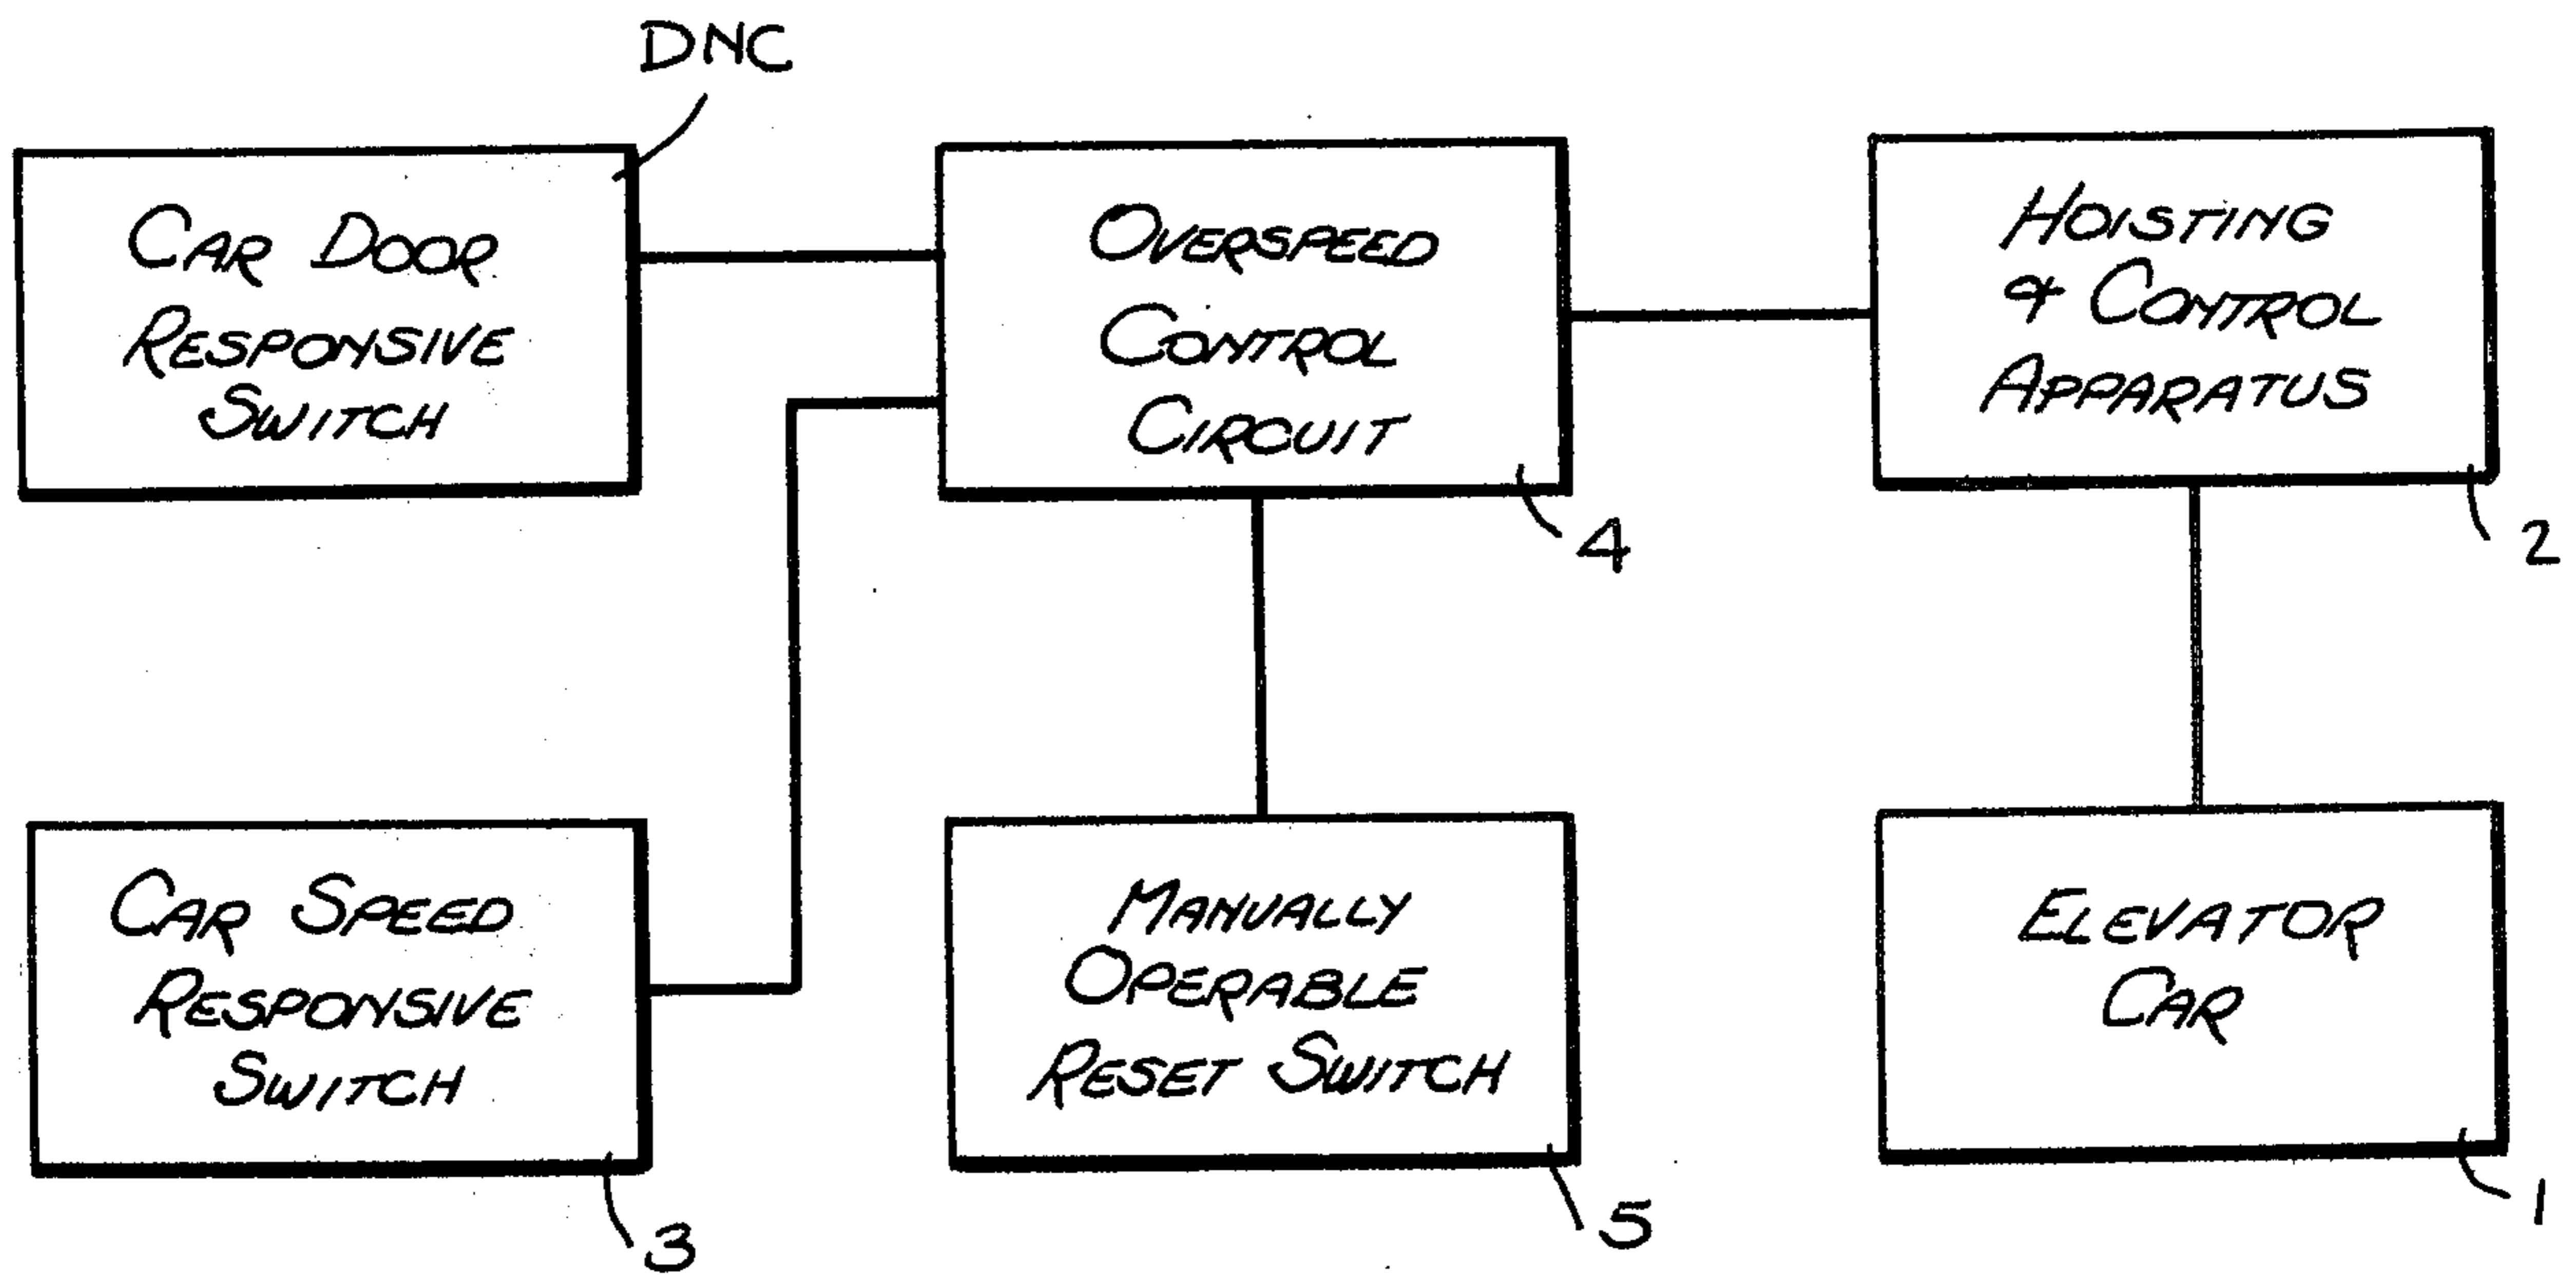 DNC
CAR DOOR
RESPONSIVE
SWITCH
OVERSPEED
CONTROL
CIRCUIT
4
HOISTING
& CONTROL
APPARATUS
2
CAR SPEED
RESPONSIVE
SWITCH
3
MANUALLY
OPERABLE
RESET SWITCH
5
ELEVATOR
CAR
1